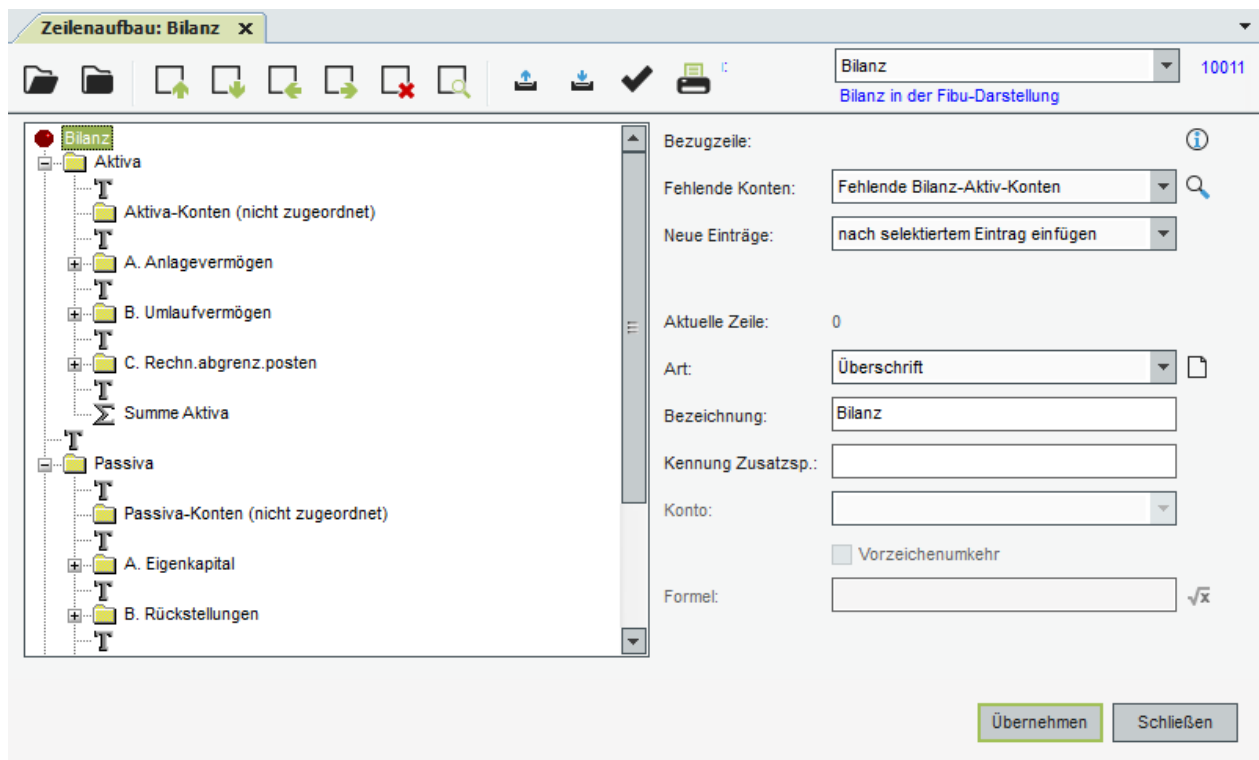 Zeilenaufbau: Bilanz x
Bilanz 10011
Bilanz in der Fibu-Darstellung
Bilanz
Aktiva
T
Aktiva-Konten (nicht zugeordnet)
T
A. Anlagevermögen
T
B. Umlaufvermögen
T
C. Rechn.abgrenz.posten
T
Σ Summe Aktiva
T
Passiva
T
Passiva-Konten (nicht zugeordnet)
T
A. Eigenkapital
T
B. Rückstellungen
T
Bezugzeile:
Fehlende Konten: Fehlende Bilanz-Aktiv-Konten
Neue Einträge: nach selektiertem Eintrag einfügen
Aktuelle Zeile: 0
Art: Überschrift
Bezeichnung: Bilanz
Kennung Zusatzsp.:
Konto:
Vorzeichenumkehr
Formel: √x
Übernehmen Schließen